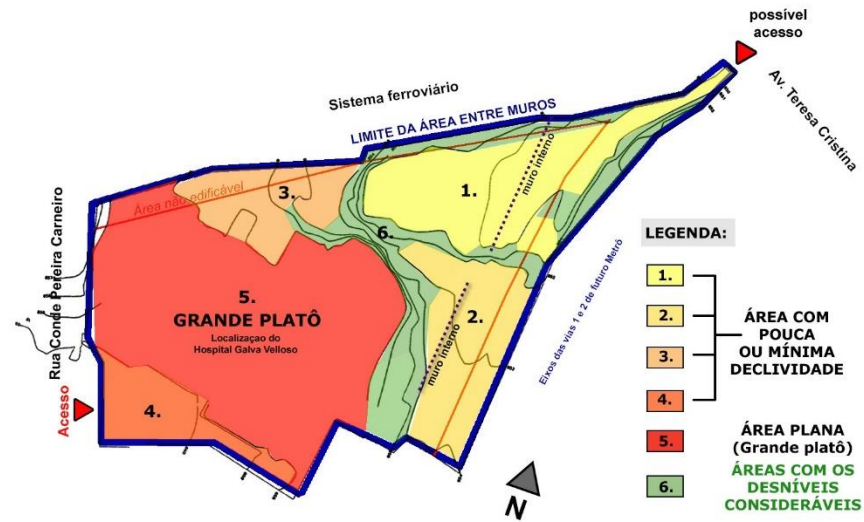 possível
acesso
Av. Teresa Cristina
Sistema ferroviário
LIMITE DA ÁREA ENTRE MUROS
muro interno
1.
3.
Área não edificável
6.
Rua Conde Pereira Carneiro
5.
GRANDE PLATÔ
Localizaçao do
Hospital Galva Velloso
2.
muro interno
Eixos das vias 1 e 2 de futuro Metrô
4.
Acesso
N
LEGENDA:
1.
2.
3.
4.
ÁREA COM
POUCA
OU MÍNIMA
DECLIVIDADE
5.
ÁREA PLANA
(Grande platô)
6.
ÁREAS COM OS
DESNÍVEIS
CONSIDERÁVEIS